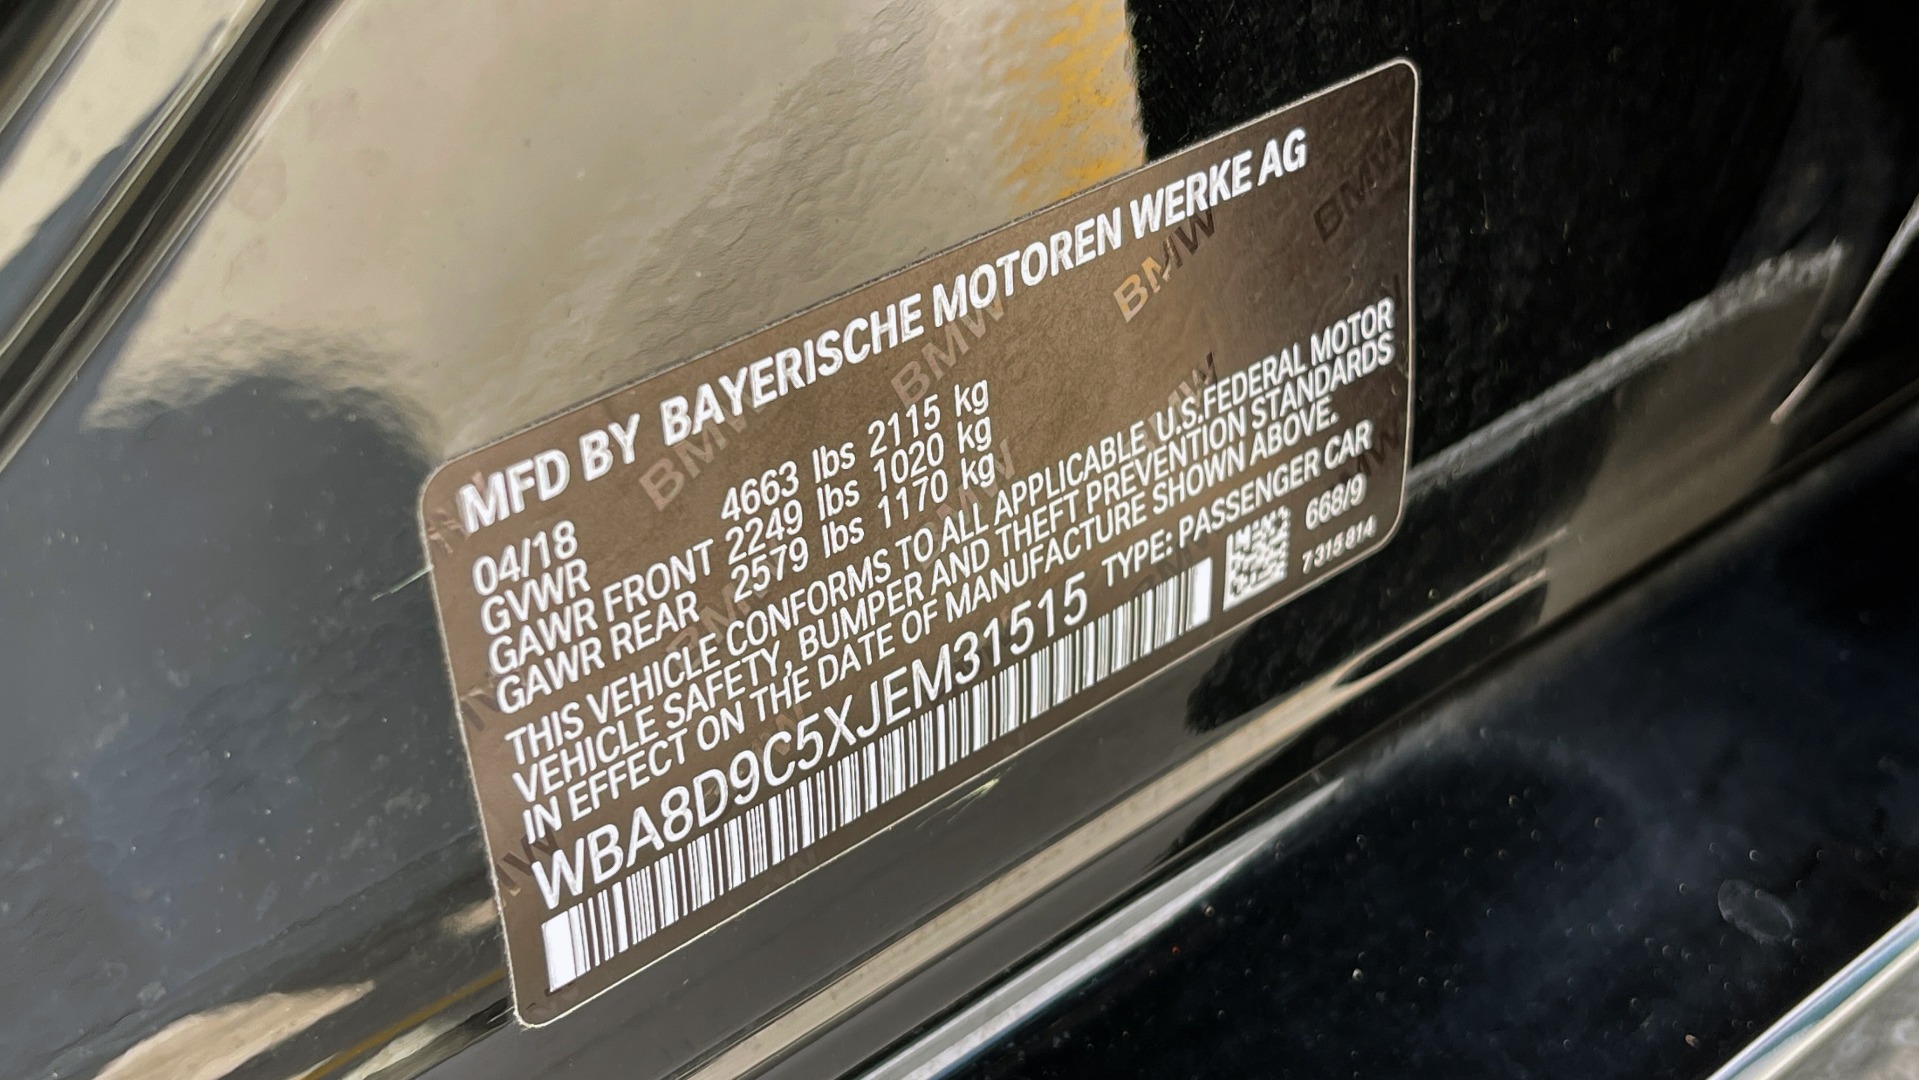 MFD BY BAYERISCHE MOTOREN WERKE AG
04/18
GVWR 4663 lbs 2115 kg
GAWR FRONT 2249 lbs 1020 kg
GAWR REAR 2579 lbs 1170 kg
THIS VEHICLE CONFORMS TO ALL APPLICABLE U.S.FEDERAL MOTOR
VEHICLE SAFETY, BUMPER AND THEFT PREVENTION STANDARDS
IN EFFECT ON THE DATE OF MANUFACTURE SHOWN ABOVE.
WBA8D9C5XJEM31515 TYPE: PASSENGER CAR
668/9
7 315 814
BMW
BMW
BMW
BMW